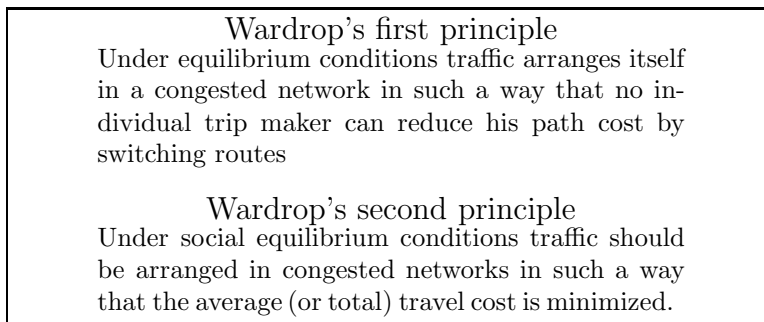 Wardrop's first principle
Under equilibrium conditions traffic arranges itself
in a congested network in such a way that no in-
dividual trip maker can reduce his path cost by
switching routes
Wardrop's second principle
Under social equilibrium conditions traffic should
be arranged in congested networks in such a way
that the average (or total) travel cost is minimized.